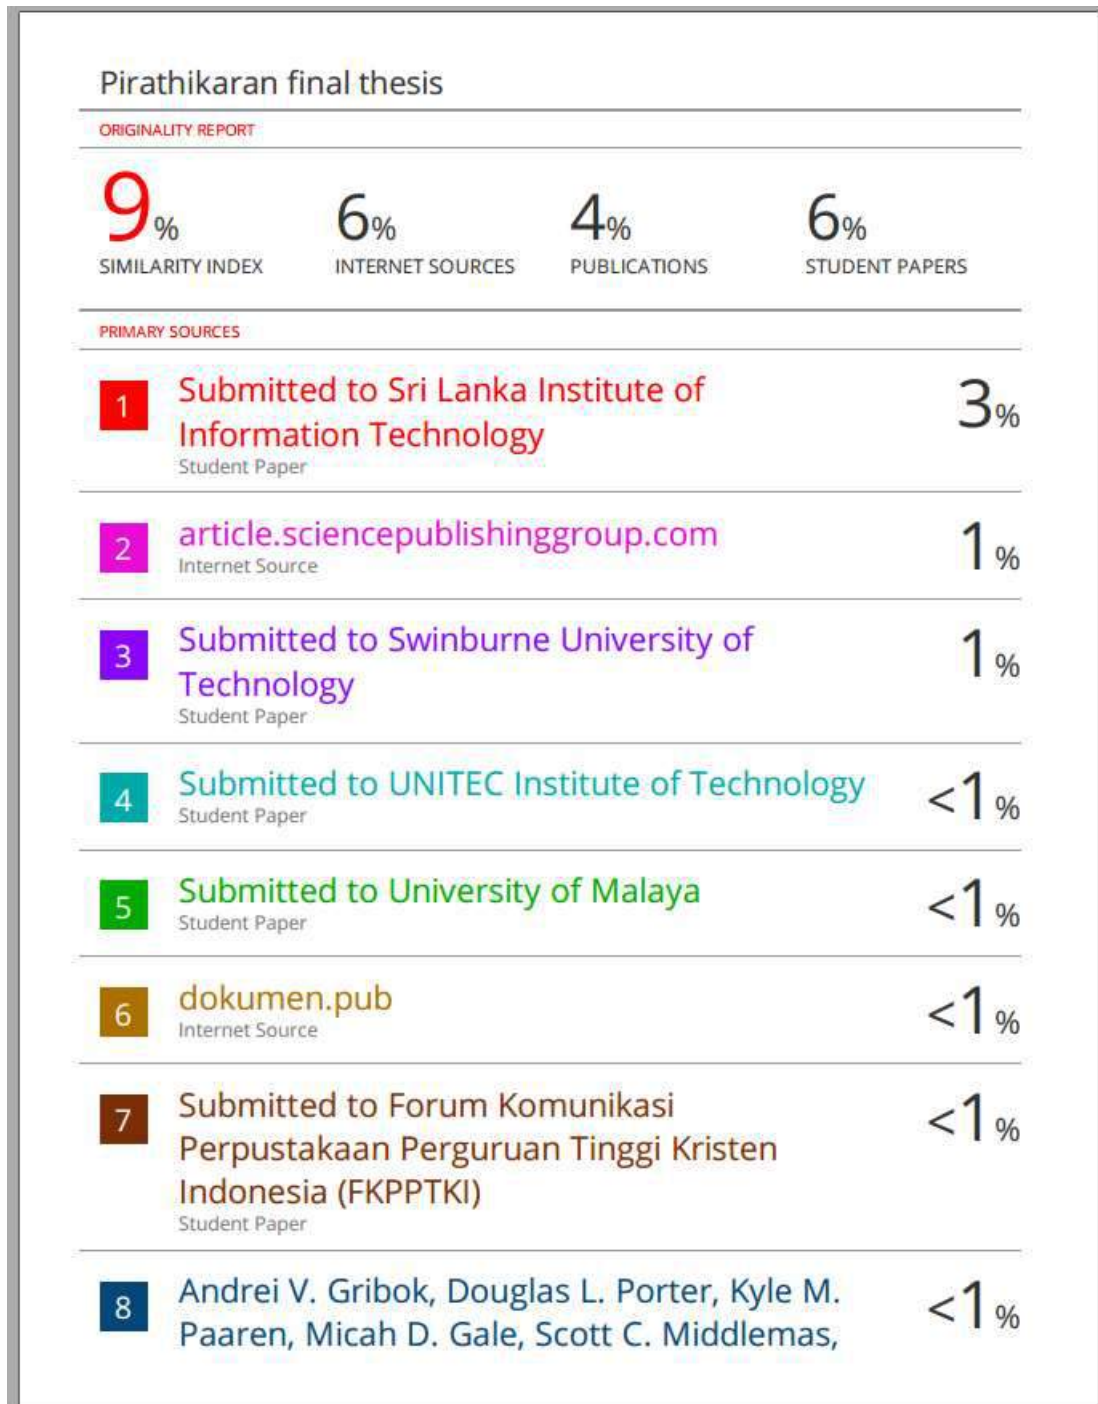 Pirathikaran final thesis
ORIGINALITY REPORT
9% 6% 4% 6%
SIMILARITY INDEX INTERNET SOURCES PUBLICATIONS STUDENT PAPERS
PRIMARY SOURCES
1 Submitted to Sri Lanka Institute of 3%
Information Technology
Student Paper
2 article.sciencepublishinggroup.com 1%
Internet Source
3 Submitted to Swinburne University of 1%
Technology
Student Paper
4 Submitted to UNITEC Institute of Technology <1%
Student Paper
5 Submitted to University of Malaya <1%
Student Paper
6 dokumen.pub <1%
Internet Source
7 Submitted to Forum Komunikasi <1%
Perpustakaan Perguruan Tinggi Kristen
Indonesia (FKPPTKI)
Student Paper
8 Andrei V. Gribok, Douglas L. Porter, Kyle M. <1%
Paaren, Micah D. Gale, Scott C. Middlemas,